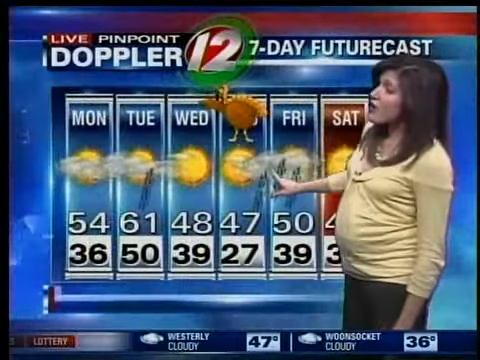 LIVE PINPOINT
DOPPLER 12 7-DAY FUTURECAST
MON TUE WED FRI SAT
54 61 48 47 50
36 50 39 27 39
LOTTERY
WESTERLY
CLOUDY
47°
WOONSOCKET
CLOUDY
36°